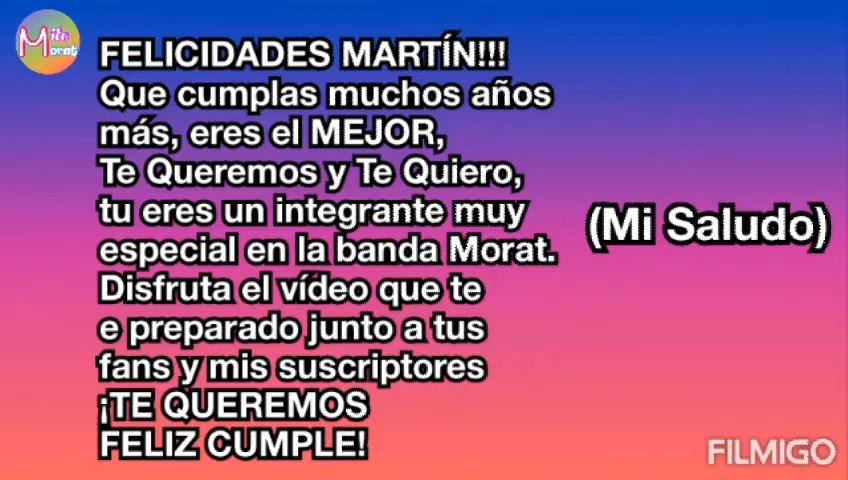 Mila
Morat
FELICIDADES MARTÍN!!!
Que cumplas muchos años
más, eres el MEJOR,
Te Queremos y Te Quiero,
tu eres un integrante muy
especial en la banda Morat.
Disfruta el vídeo que te
e preparado junto a tus
fans y mis suscriptores
¡TE QUEREMOS
FELIZ CUMPLE!
(Mi Saludo)
FILMIGO